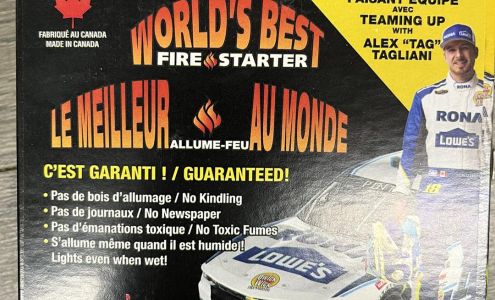 FAISANT ÉQUIPE
AVEC
TEAMING UP
WITH
ALEX "TAG"
TAGLIANI
FABRIQUÉ AU CANADA
MADE IN CANADA
WORLD'S BEST
FIRE STARTER
LE MEILLEUR
ALLUME-FEU
AU MONDE
RONA
LOWE'S
18
C'EST GARANTI ! / GUARANTEED!
• Pas de bois d'allumage / No Kindling
• Pas de journaux / No Newspaper
• Pas d'émanations toxique / No Toxic Fumes
• S'allume même quand il est humide !
Lights even when wet!
LOWE'S